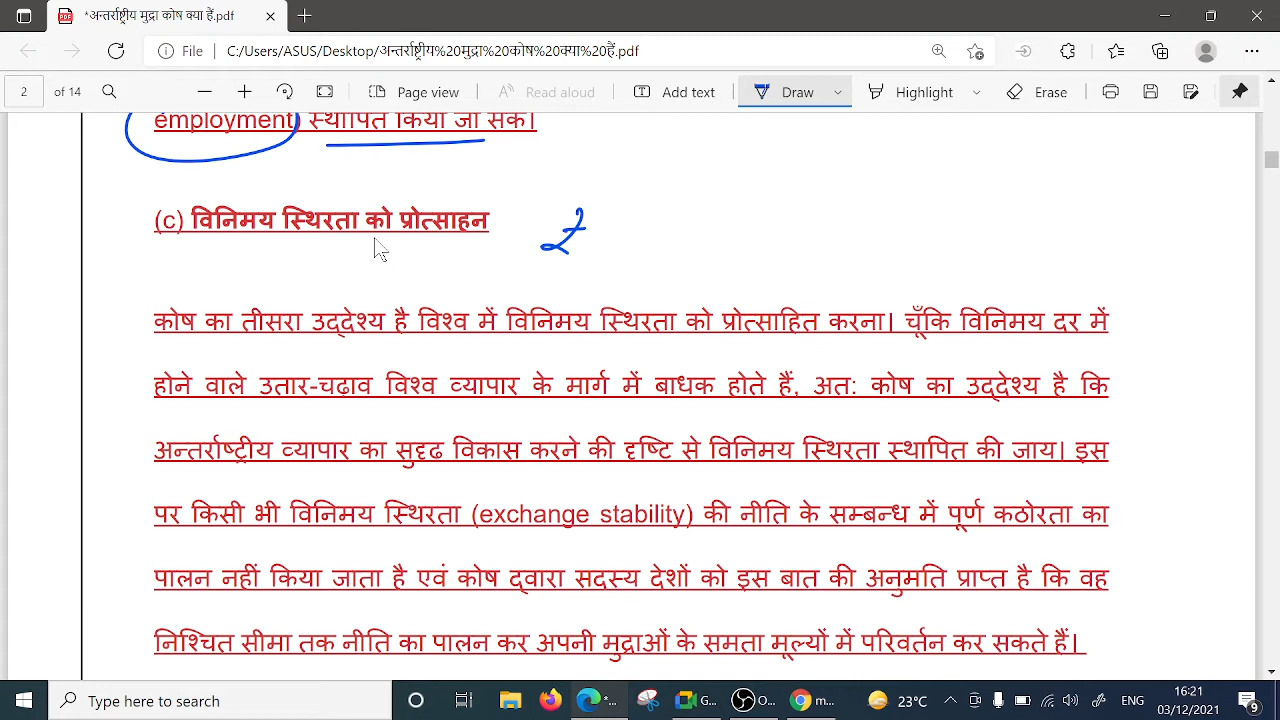 *अन्तर्राष्ट्रीय मुद्रा कोष क्या हैं.pdf
File C:/Users/ASUS/Desktop/अन्तर्राष्ट्रीय%20मुद्रा%20कोष%20क्या%20हैं.pdf
2 of 14 Page view Read aloud Add text Draw Highlight Erase
employment) स्थापित किया जा सके।
(c) विनिमय स्थिरता को प्रोत्साहन
कोष का तीसरा उद्देश्य है विश्व में विनिमय स्थिरता को प्रोत्साहित करना। चूँकि विनिमय दर में
होने वाले उतार-चढाव विश्व व्यापार के मार्ग में बाधक होते हैं, अत: कोष का उद्देश्य है कि
अन्तर्राष्ट्रीय व्यापार का सुदृढ विकास करने की दृष्टि से विनिमय स्थिरता स्थापित की जाय। इस
पर किसी भी विनिमय स्थिरता (exchange stability) की नीति के सम्बन्ध में पूर्ण कठोरता का
पालन नहीं किया जाता है एवं कोष द्वारा सदस्य देशों को इस बात की अनुमति प्राप्त है कि वह
निश्चित सीमा तक नीति का पालन कर अपनी मुद्राओं के समता मूल्यों में परिवर्तन कर सकते हैं।
Type here to search *... G... O... m... 23°C ENG 16:21
03/12/2021 9